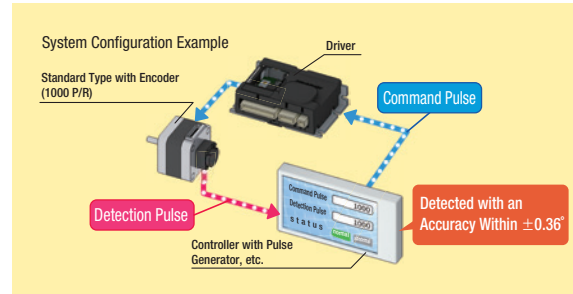 System Configuration Example
Driver
Standard Type with Encoder
(1000 P/R)
Command Pulse
Detection Pulse
Command Pulse 1000
Detection Pulse 1000
status
Detected with an
Accuracy Within ±0.36˚
Controller with Pulse
Generator, etc.